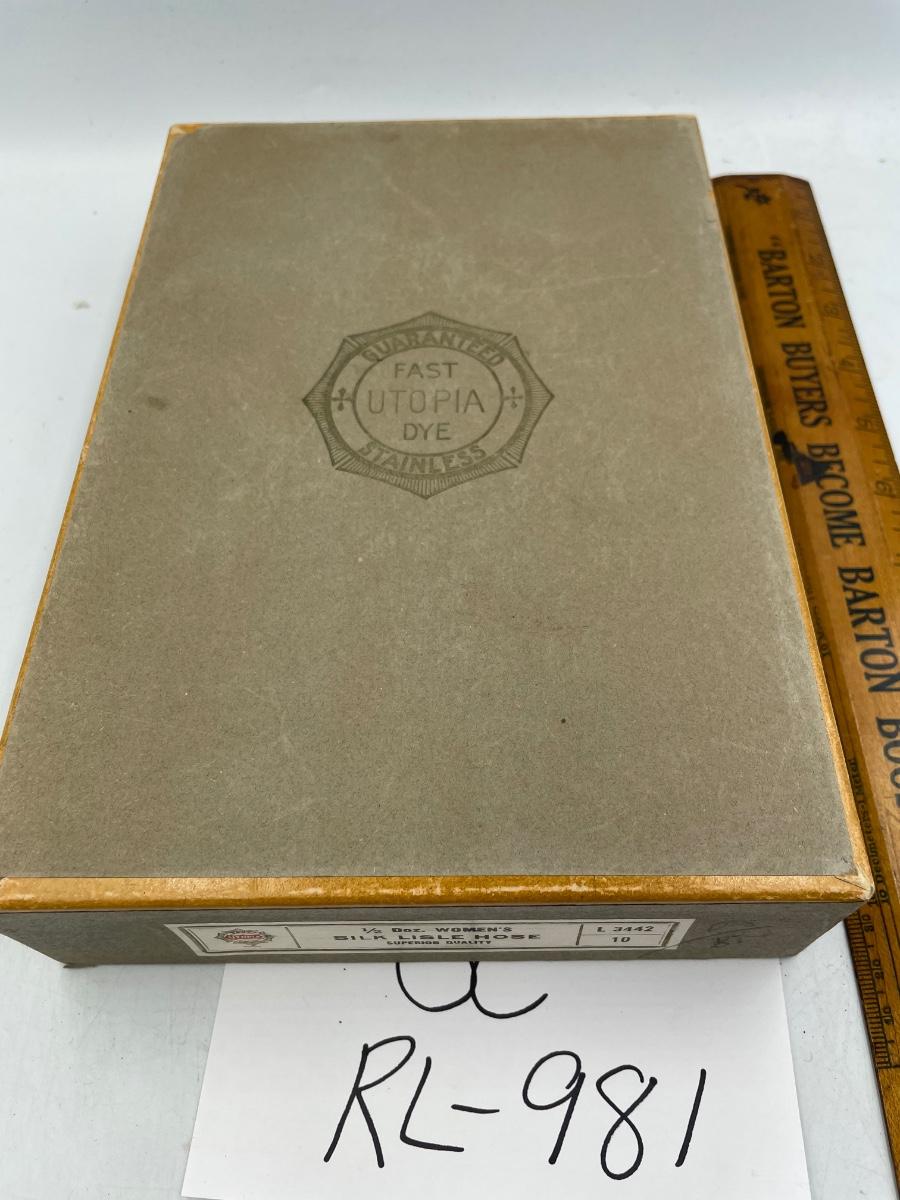 GUARANTEED
FAST
UTOPIA
DYE
STAINLESS
"BARTON BUYERS BECOME BARTON
UTOPIA
1/2 Doz. WOMEN'S
SILK LISLE HOSE
SUPERIOR QUALITY
L 3442
10
RL-981